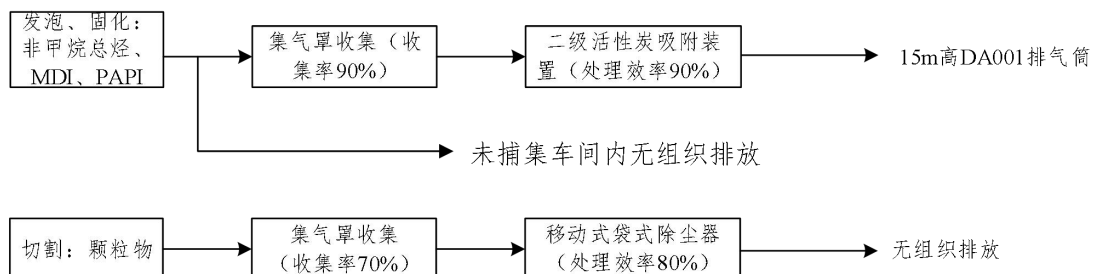 发泡、固化：
非甲烷总烃、
MDI、PAPI
集气罩收集（收
集率90%）
二级活性炭吸附装
置（处理效率90%）
15m高DA001排气筒
未捕集车间内无组织排放
切割：颗粒物
集气罩收集
（收集率70%）
移动式袋式除尘器
（处理效率80%）
无组织排放